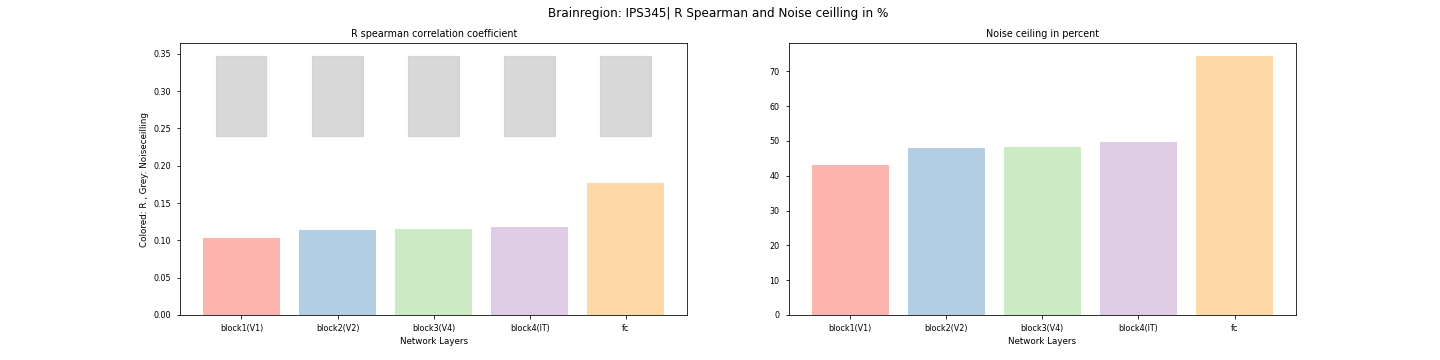 Brainregion: IPS345| R Spearman and Noise ceilling in %
R spearman correlation coefficient
Colored: R , Grey: Noiseceilling
0.35
0.30
0.25
0.20
0.15
0.10
0.05
0.00
block1(V1) block2(V2) block3(V4) block4(IT) fc
Network Layers
Noise ceiling in percent
70
60
50
40
30
20
10
0
block1(V1) block2(V2) block3(V4) block4(IT) fc
Network Layers